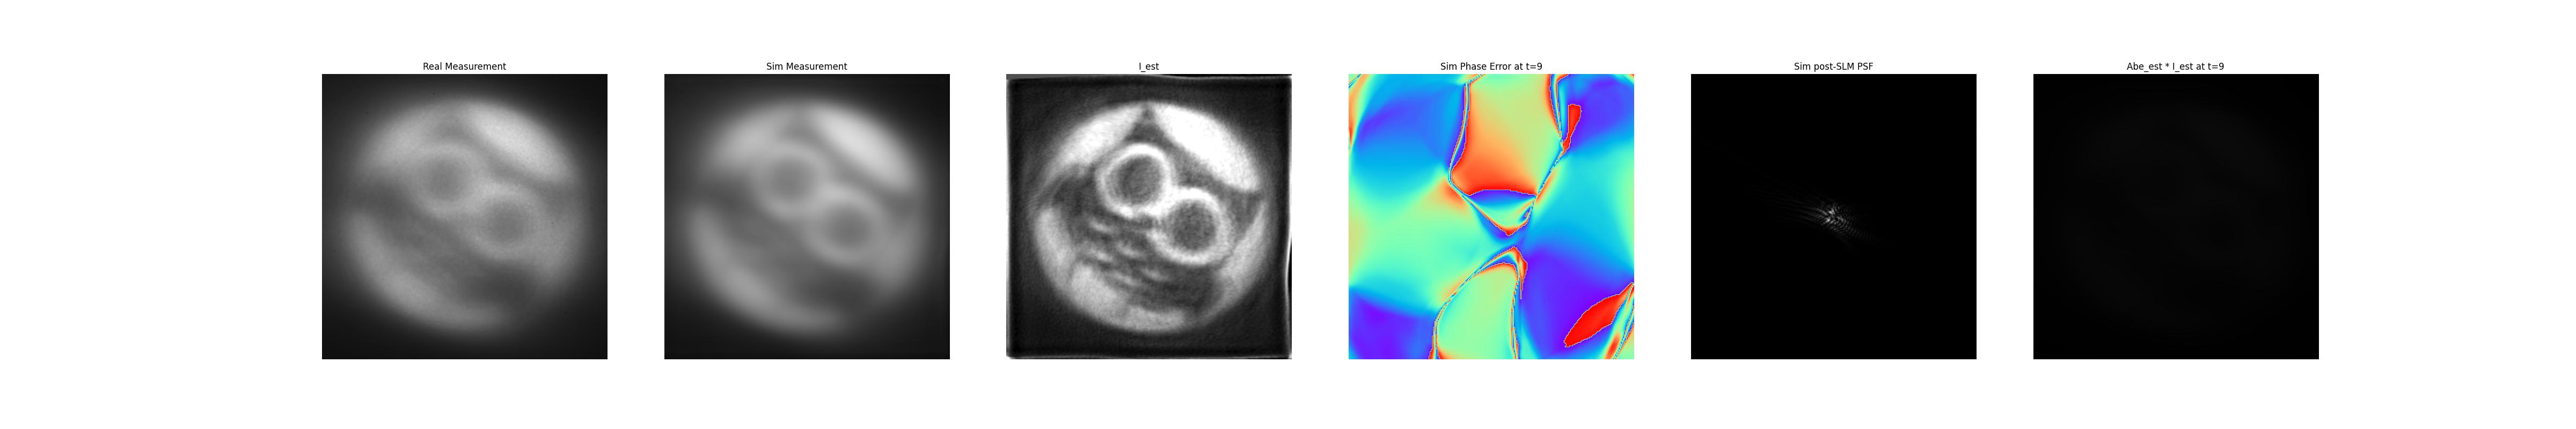 Real Measurement
Sim Measurement
I_est
Sim Phase Error at t=9
Sim post-SLM PSF
Abe_est * I_est at t=9